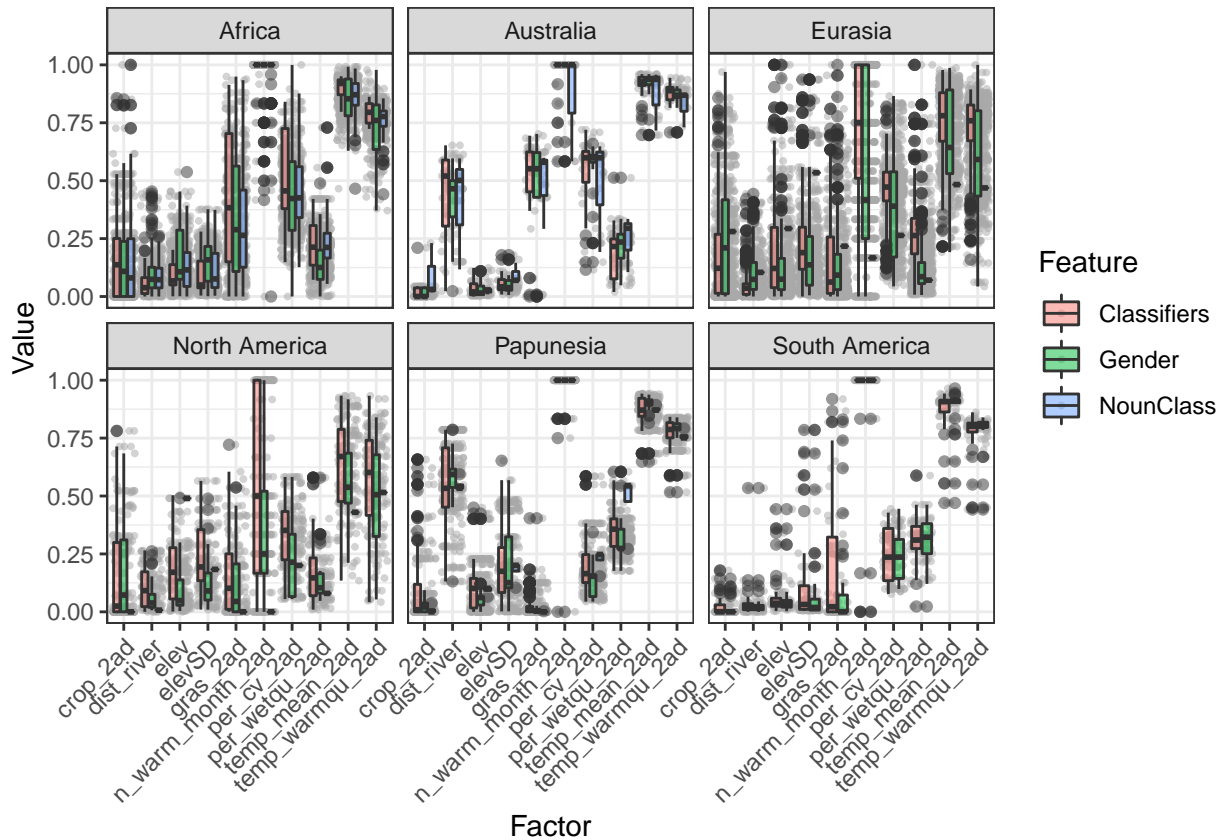 Africa
Australia
Eurasia
1.00
0.75
0.50
0.25
0.00
North America
Papunesia
South America
1.00
0.75
0.50
0.25
0.00
Value
crop_2ad
dist_river
elev
elevSD
gras_2ad
n_warm_month_2ad
per_cv_2ad
per_wetqu_2ad
temp_mean_2ad
temp_warmqu_2ad
crop_2ad
dist_river
elev
elevSD
gras_2ad
n_warm_month_2ad
per_cv_2ad
per_wetqu_2ad
temp_mean_2ad
temp_warmqu_2ad
crop_2ad
dist_river
elev
elevSD
gras_2ad
n_warm_month_2ad
per_cv_2ad
per_wetqu_2ad
temp_mean_2ad
temp_warmqu_2ad
Factor
Feature
Classifiers
Gender
NounClass